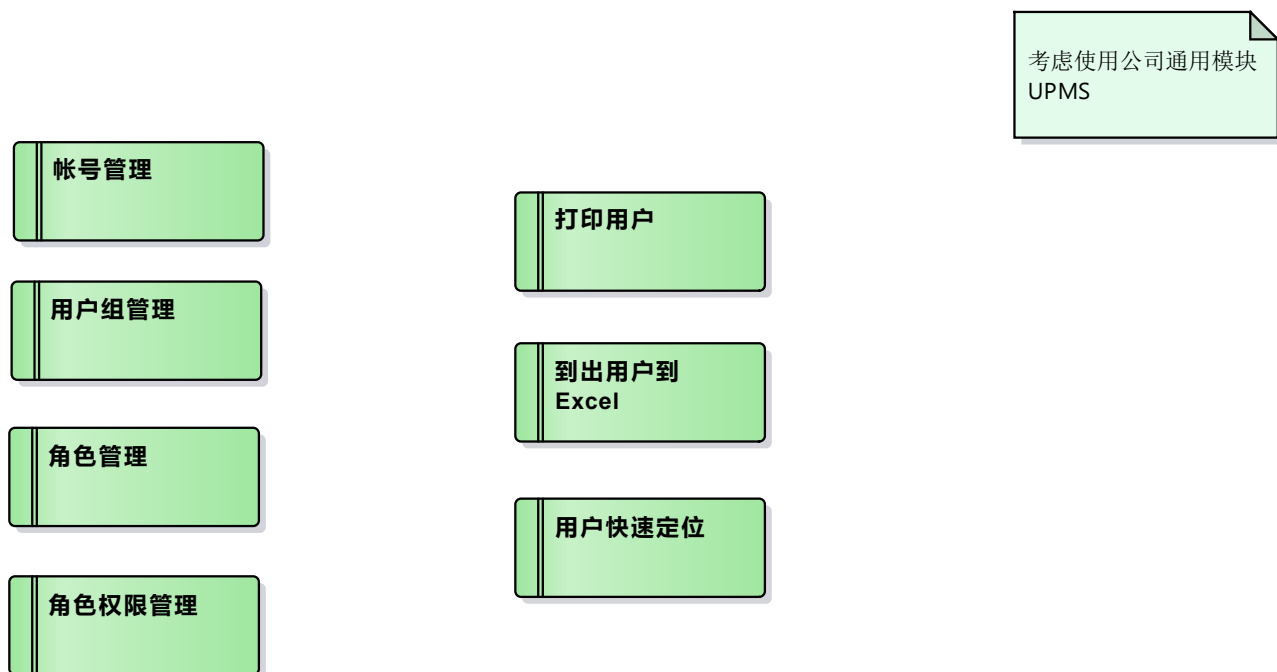 考虑使用公司通用模块
UPMS
帐号管理
打印用户
用户组管理
到出用户到
Excel
角色管理
用户快速定位
角色权限管理